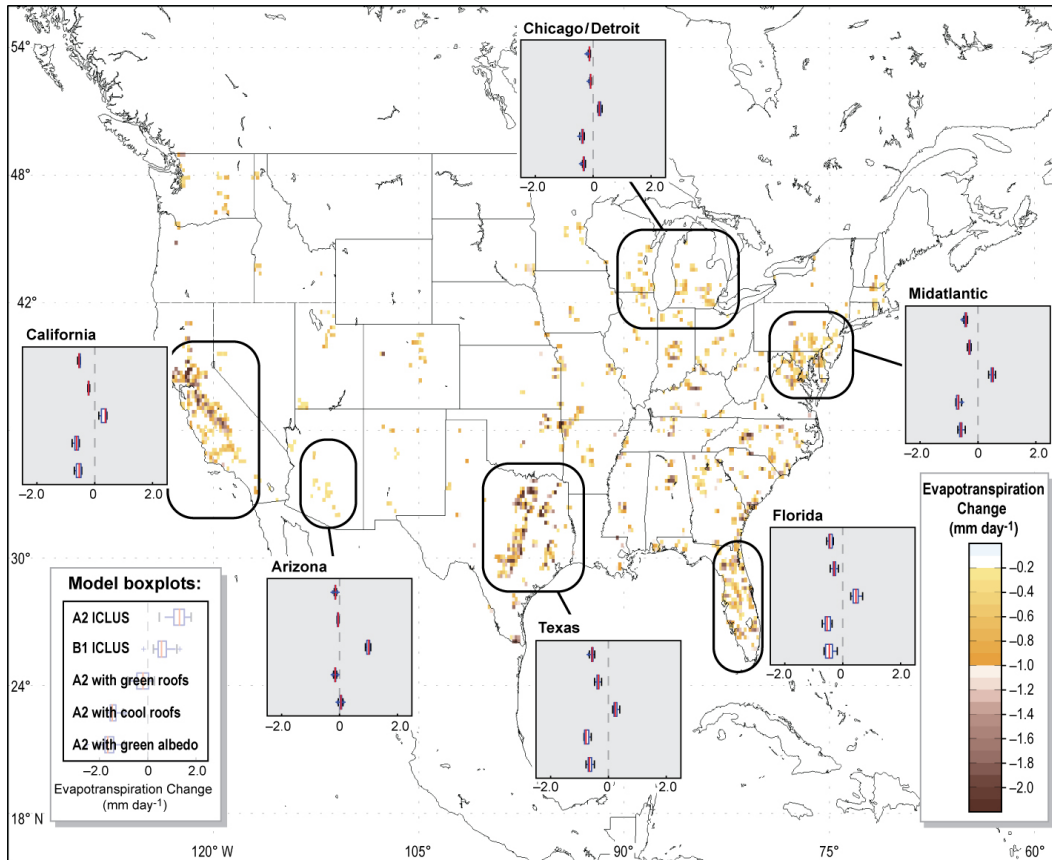 54°
48°
42°
36°
30°
24°
18° N
120° W
105°
90°
75°
60°
Chicago/Detroit
–2.0 0 2.0
Midatlantic
–2.0 0 2.0
California
–2.0 0 2.0
Arizona
–2.0 0 2.0
Texas
–2.0 0 2.0
Florida
–2.0 0 2.0
Model boxplots:
A2 ICLUS
B1 ICLUS
A2 with green roofs
A2 with cool roofs
A2 with green albedo
–2.0 0 2.0
Evapotranspiration Change
(mm day-1)
Evapotranspiration
Change
(mm day-1)
–0.2
–0.4
–0.6
–0.8
–1.0
–1.2
–1.4
–1.6
–1.8
–2.0